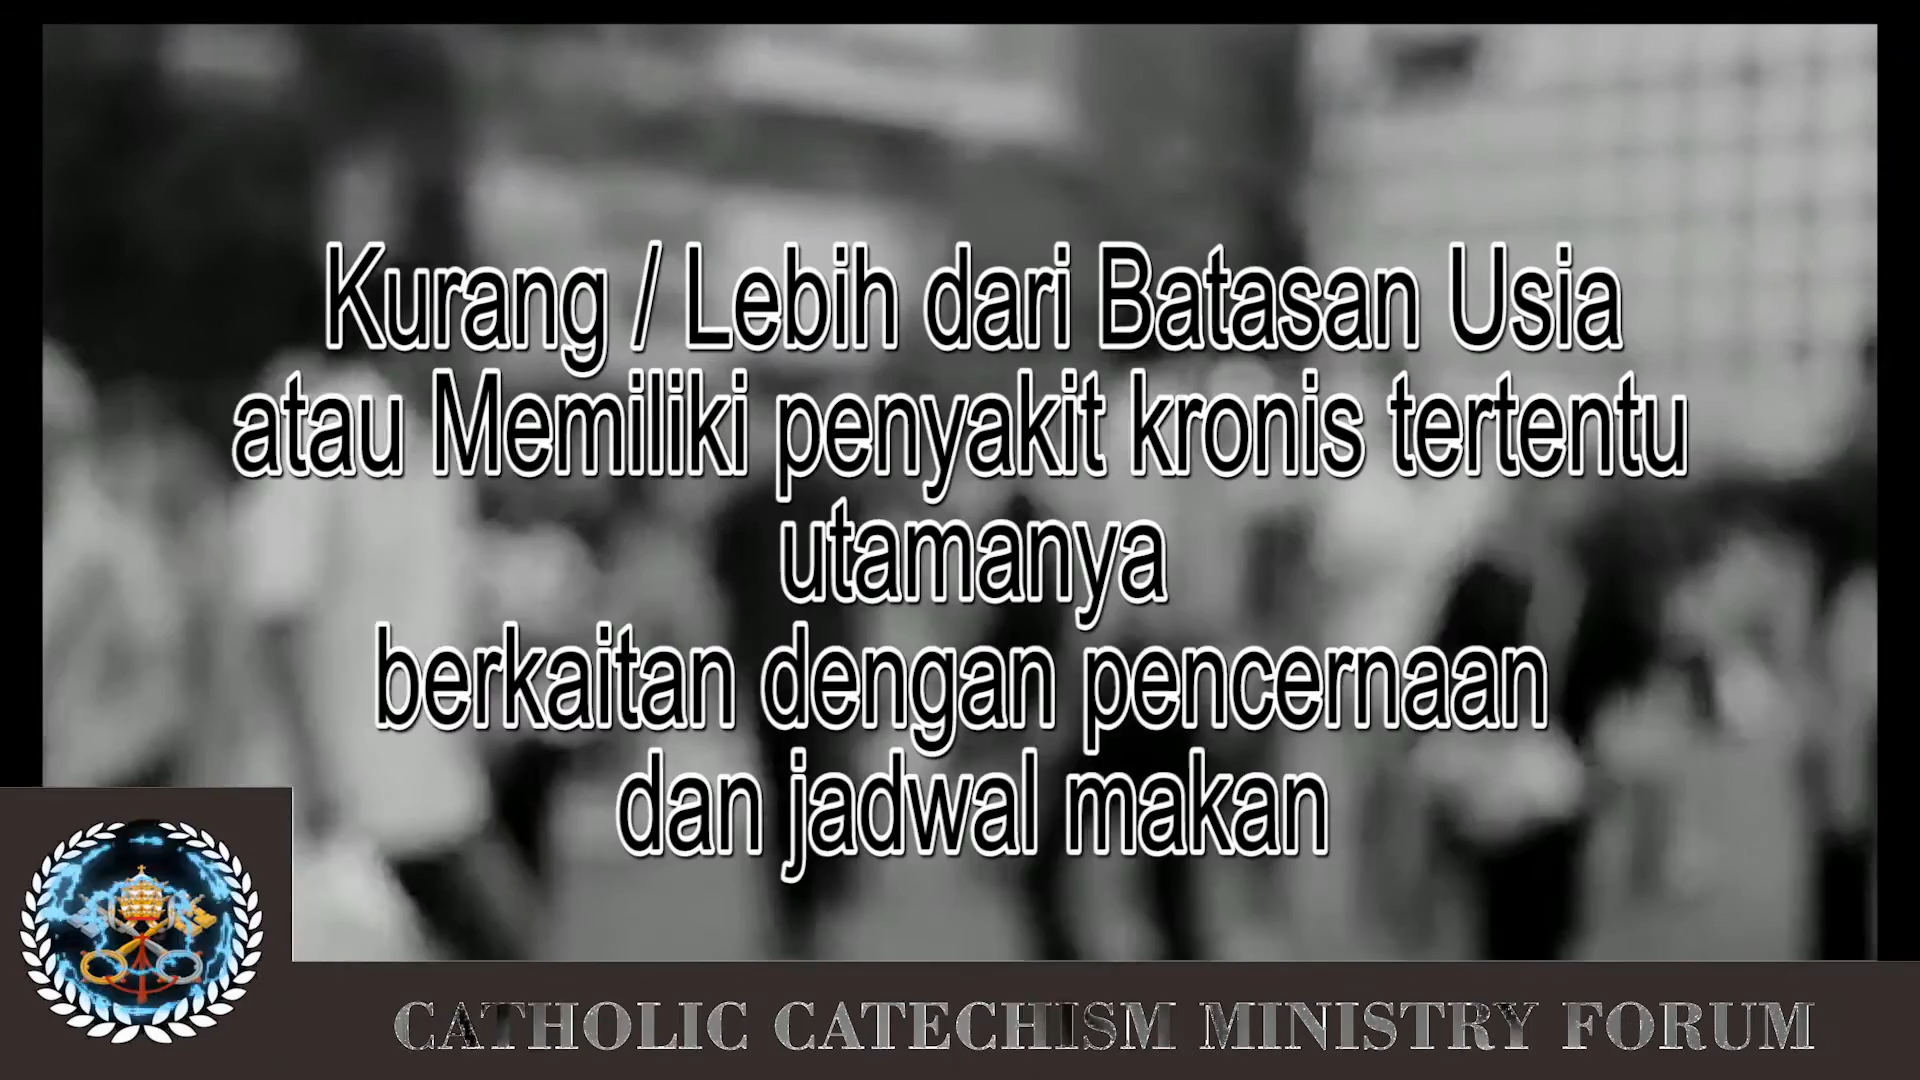 Kurang / Lebih dari Batasan Usia
atau Memiliki penyakit kronis tertentu
utamanya
berkaitan dengan pencernaan
dan jadwal makan
CATHOLIC CATECHISM MINISTRY FORUM